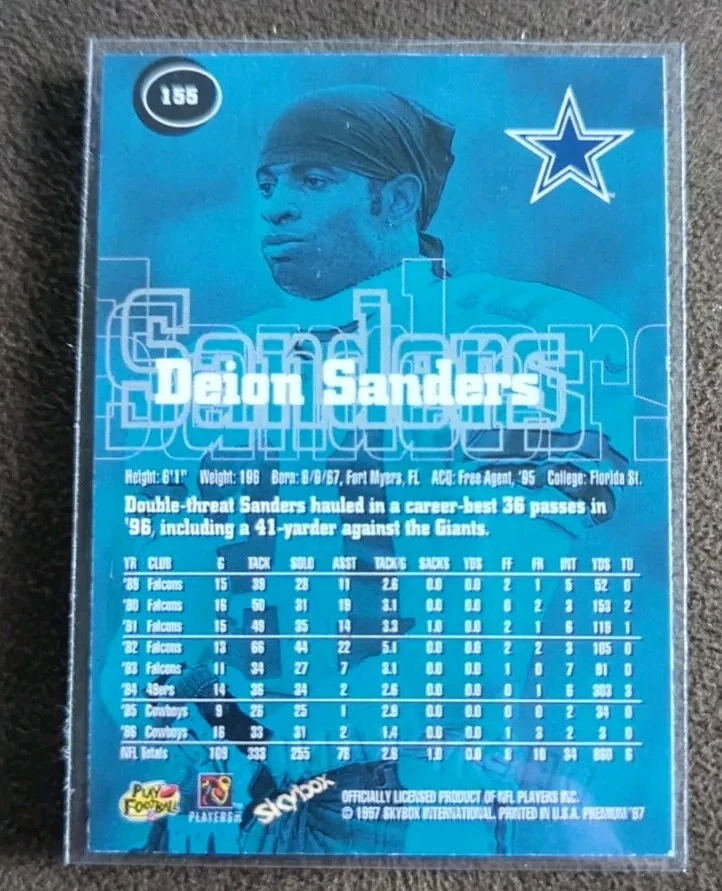 155
Sanders
Deion Sanders
Height: 6'1" Weight: 196 Born: 8/9/67, Fort Myers, FL ACQ: Free Agent, '95 College: Florida St.
Double-threat Sanders hauled in a career-best 36 passes in
'96, including a 41-yarder against the Giants.
YR CLUB G TACK SOLO ASST TACK/G SACKS YDS FF FR INT YDS TD
'89 Falcons 15 39 28 11 2.6 0.0 0.0 2 1 5 52 0
'90 Falcons 16 50 31 19 3.1 0.0 0.0 0 2 3 153 2
'91 Falcons 15 49 35 14 3.3 1.0 0.0 2 1 6 119 1
'92 Falcons 13 66 44 22 5.1 0.0 0.0 2 2 3 105 0
'93 Falcons 11 34 27 7 3.1 0.0 0.0 1 0 7 91 0
'94 49ers 14 36 34 2 2.6 0.0 0.0 0 1 6 303 3
'95 Cowboys 9 26 25 1 2.9 0.0 0.0 0 0 2 34 0
'96 Cowboys 16 33 31 2 1.4 0.0 0.0 1 3 2 3 0
NFL Totals 109 333 255 78 2.6 1.0 0.0 8 10 34 860 6
PLAY FOOTBALL
PLAYERS INC
SkyBox
OFFICIALLY LICENSED PRODUCT OF NFL PLAYERS INC.
© 1997 SKYBOX INTERNATIONAL. PRINTED IN U.S.A. PREMIUM '97